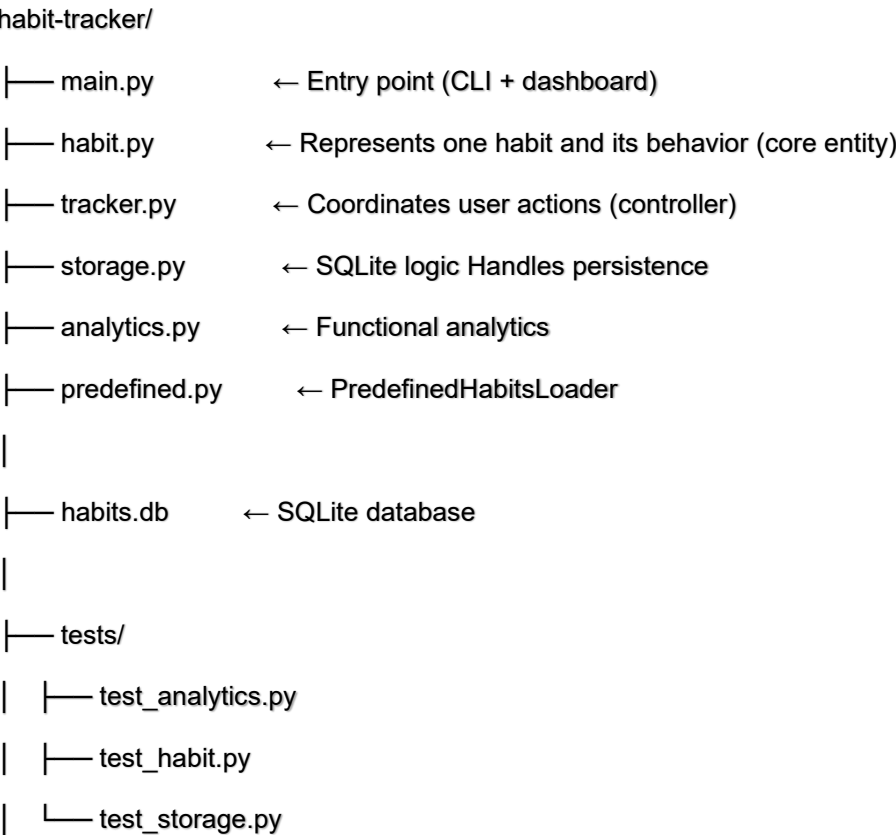 habit-tracker/
├── main.py ← Entry point (CLI + dashboard)
├── habit.py ← Represents one habit and its behavior (core entity)
├── tracker.py ← Coordinates user actions (controller)
├── storage.py ← SQLite logic Handles persistence
├── analytics.py ← Functional analytics
├── predefined.py ← PredefinedHabitsLoader
│
├── habits.db ← SQLite database
│
├── tests/
│ ├── test_analytics.py
│ ├── test_habit.py
│ └── test_storage.py